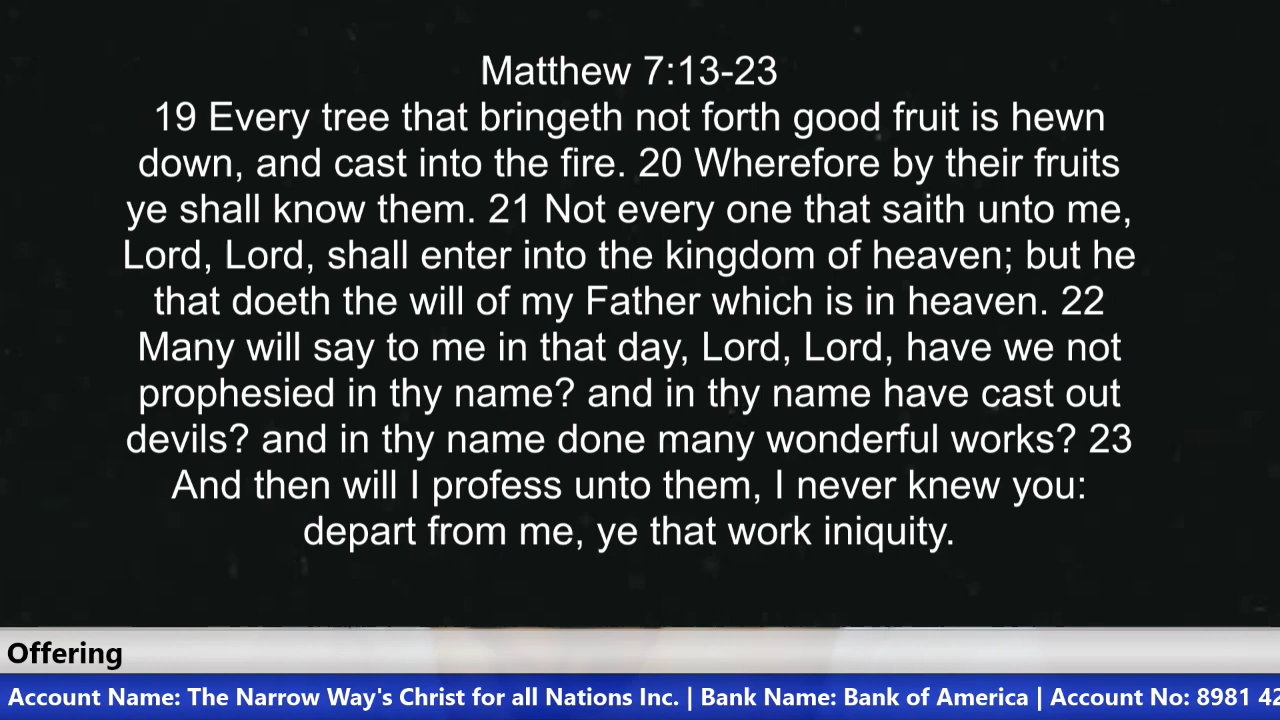 Matthew 7:13-23
19 Every tree that bringeth not forth good fruit is hewn
down, and cast into the fire. 20 Wherefore by their fruits
ye shall know them. 21 Not every one that saith unto me,
Lord, Lord, shall enter into the kingdom of heaven; but he
that doeth the will of my Father which is in heaven. 22
Many will say to me in that day, Lord, Lord, have we not
prophesied in thy name? and in thy name have cast out
devils? and in thy name done many wonderful works? 23
And then will I profess unto them, I never knew you:
depart from me, ye that work iniquity.
Offering
Account Name: The Narrow Way's Christ for all Nations Inc. | Bank Name: Bank of America | Account No: 8981 42